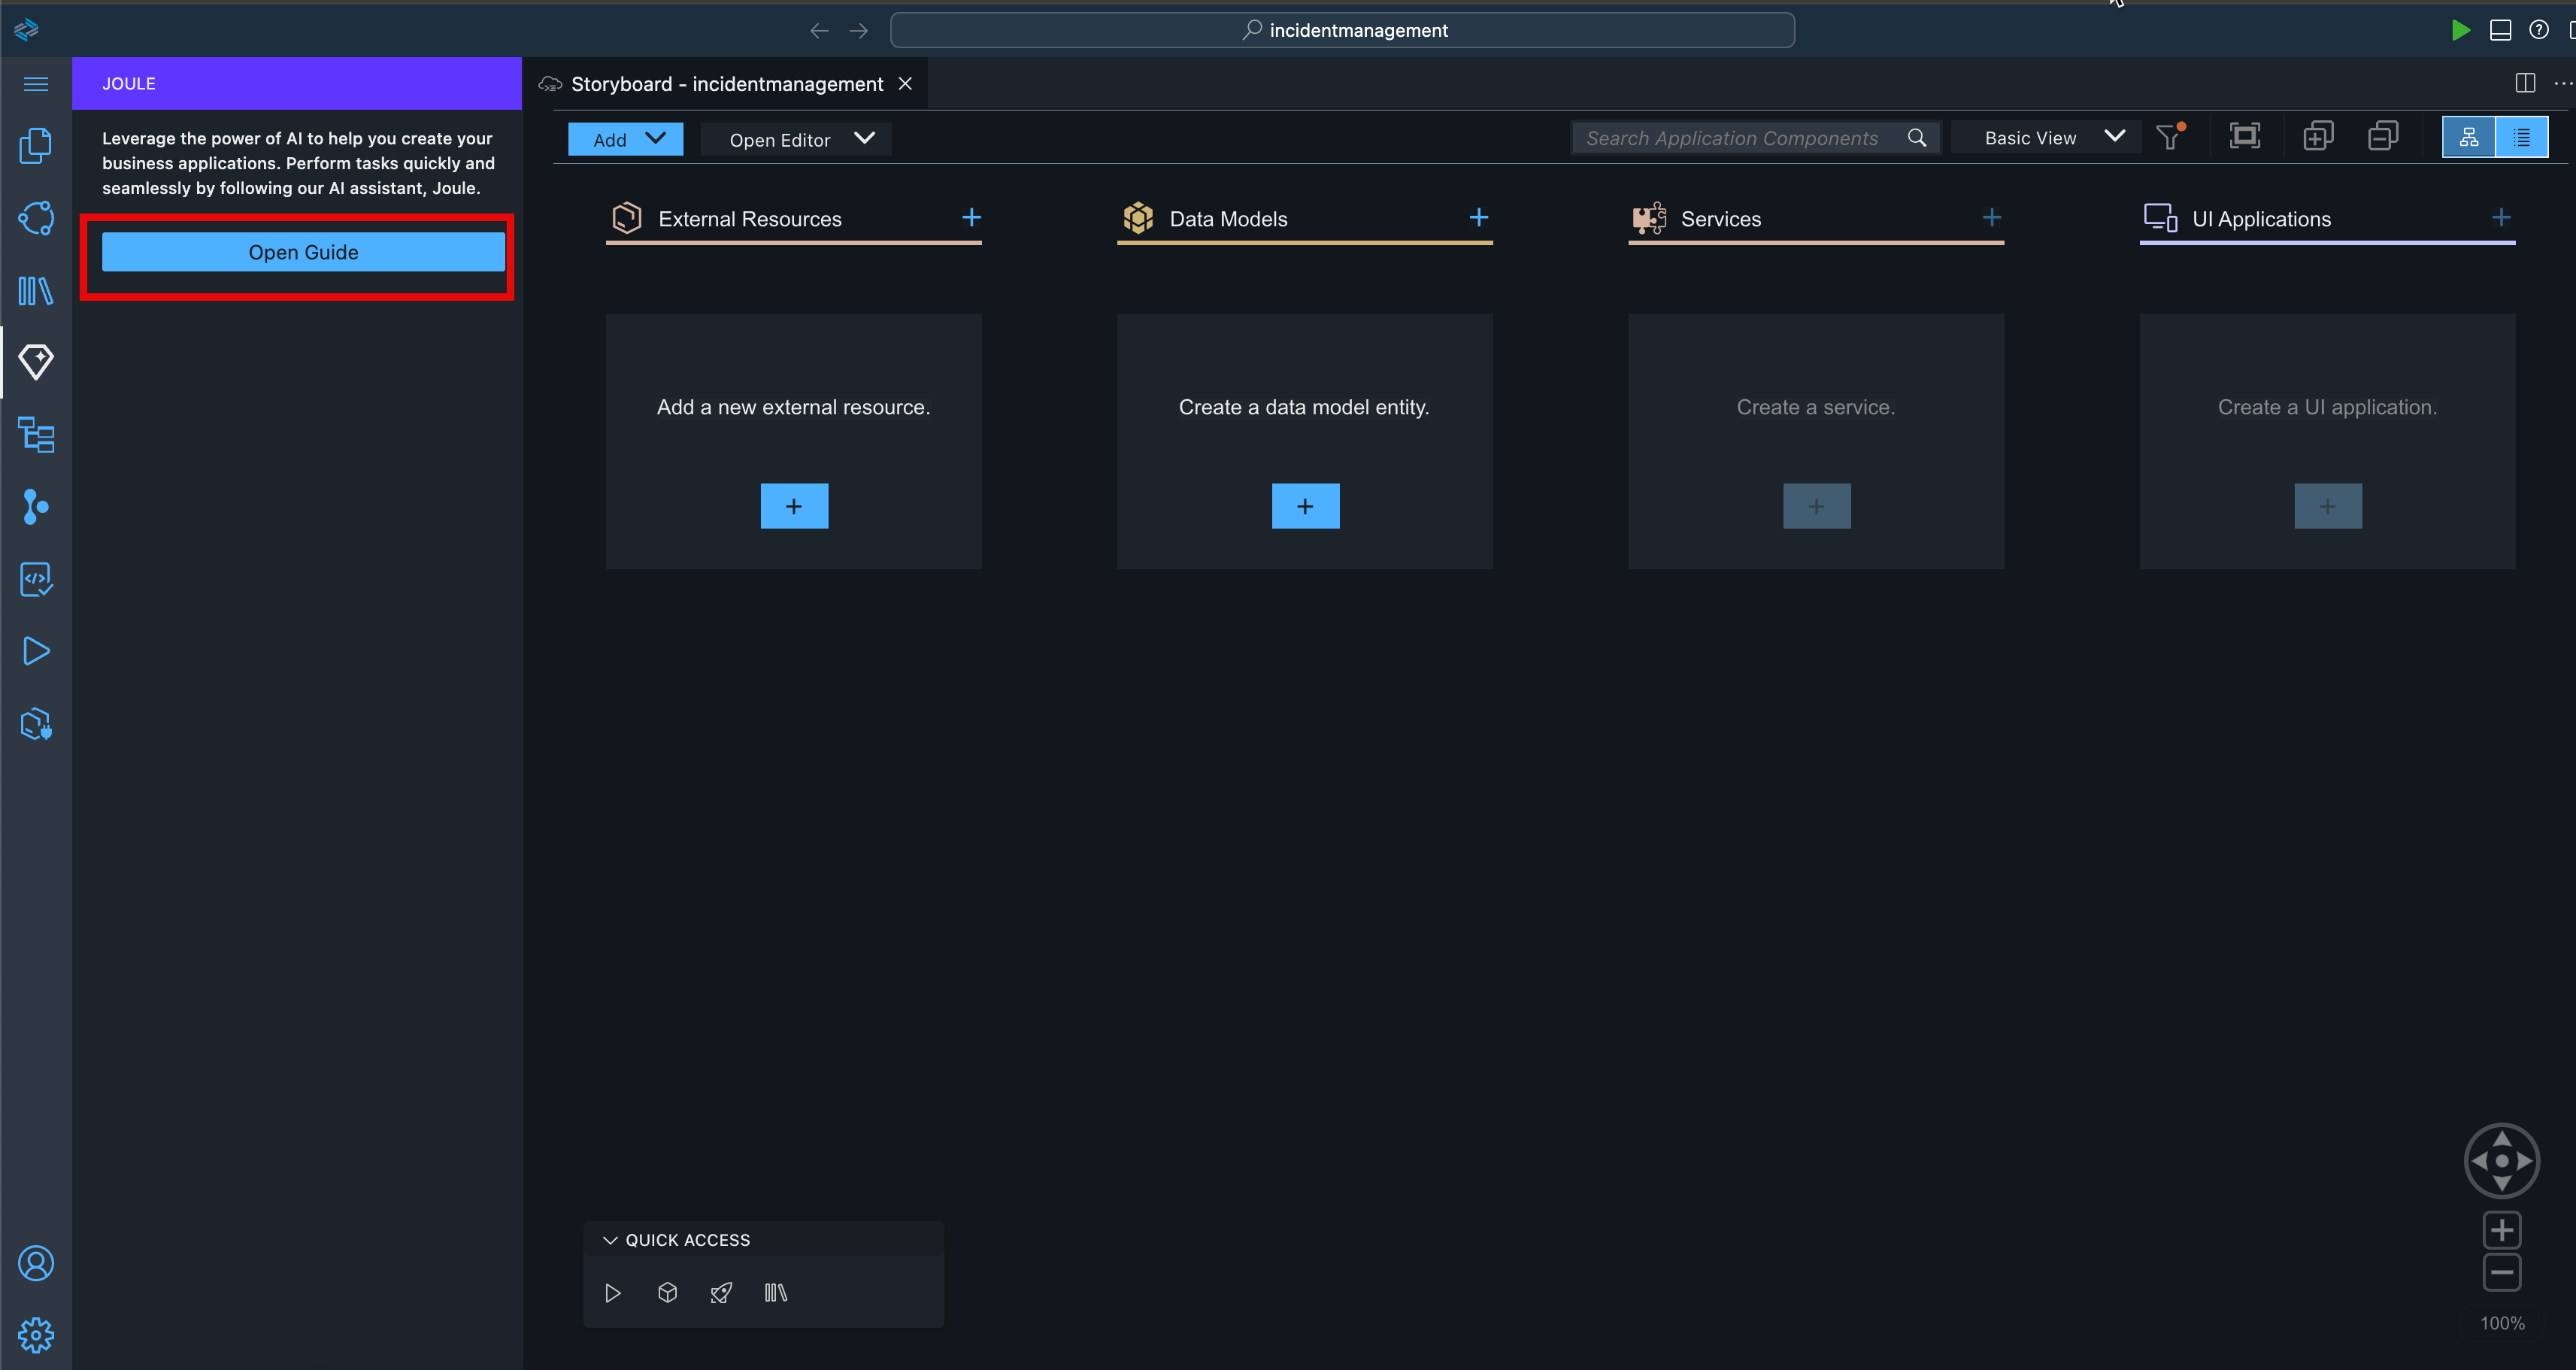 incidentmanagement
JOULE
Leverage the power of AI to help you create your
business applications. Perform tasks quickly and
seamlessly by following our AI assistant, Joule.
Open Guide
Storyboard - incidentmanagement
Add
Open Editor
Search Application Components
Basic View
External Resources
Data Models
Services
UI Applications
Add a new external resource.
Create a data model entity.
Create a service.
Create a UI application.
QUICK ACCESS
100%